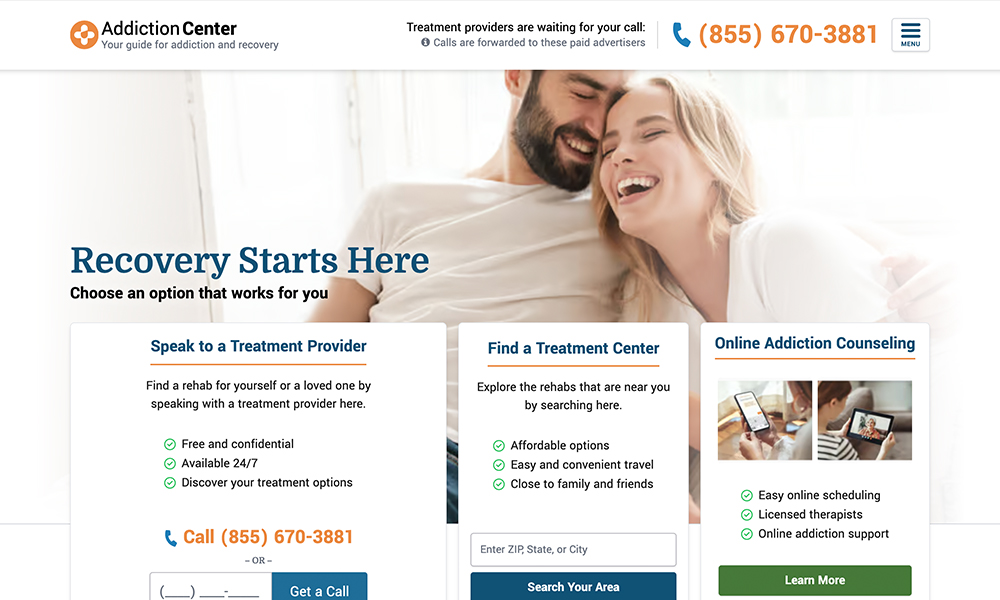 Addiction Center
Your guide for addiction and recovery
Treatment providers are waiting for your call:
Calls are forwarded to these paid advertisers
(855) 670-3881
MENU
Recovery Starts Here
Choose an option that works for you
Speak to a Treatment Provider
Find a rehab for yourself or a loved one by
speaking with a treatment provider here.
Free and confidential
Available 24/7
Discover your treatment options
Call (855) 670-3881
– OR –
(___) ___-____
Get a Call
Find a Treatment Center
Explore the rehabs that are near you
by searching here.
Affordable options
Easy and convenient travel
Close to family and friends
Enter ZIP, State, or City
Search Your Area
Online Addiction Counseling
Easy online scheduling
Licensed therapists
Online addiction support
Learn More